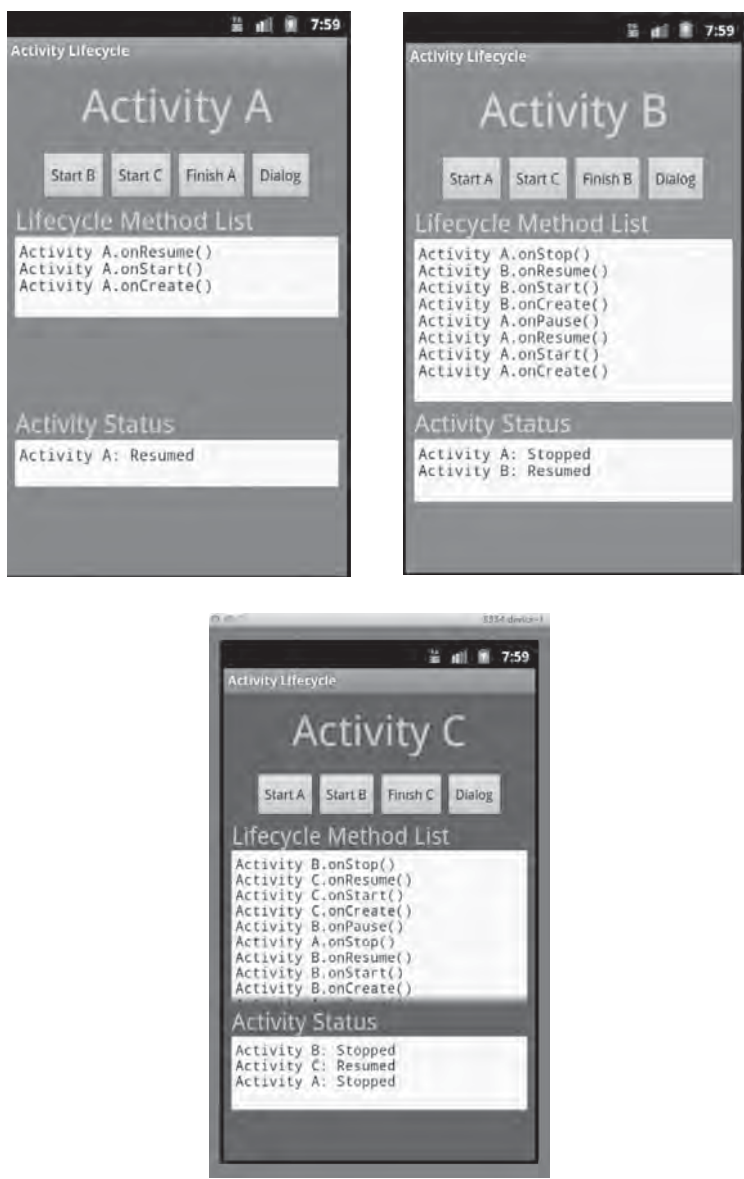 7:59
Activity Lifecycle
Activity A
Start B Start C Finish A Dialog
Lifecycle Method List
Activity A.onResume()
Activity A.onStart()
Activity A.onCreate()
Activity Status
Activity A: Resumed
7:59
Activity Lifecycle
Activity B
Start A Start C Finish B Dialog
Lifecycle Method List
Activity A.onStop()
Activity B.onResume()
Activity B.onStart()
Activity B.onCreate()
Activity A.onPause()
Activity A.onResume()
Activity A.onStart()
Activity A.onCreate()
Activity Status
Activity A: Stopped
Activity B: Resumed
7:59
Activity Lifecycle
Activity C
Start A Start B Finish C Dialog
Lifecycle Method List
Activity B.onStop()
Activity C.onResume()
Activity C.onStart()
Activity C.onCreate()
Activity B.onPause()
Activity A.onStop()
Activity B.onResume()
Activity B.onStart()
Activity B.onCreate()
Activity Status
Activity B: Stopped
Activity C: Resumed
Activity A: Stopped